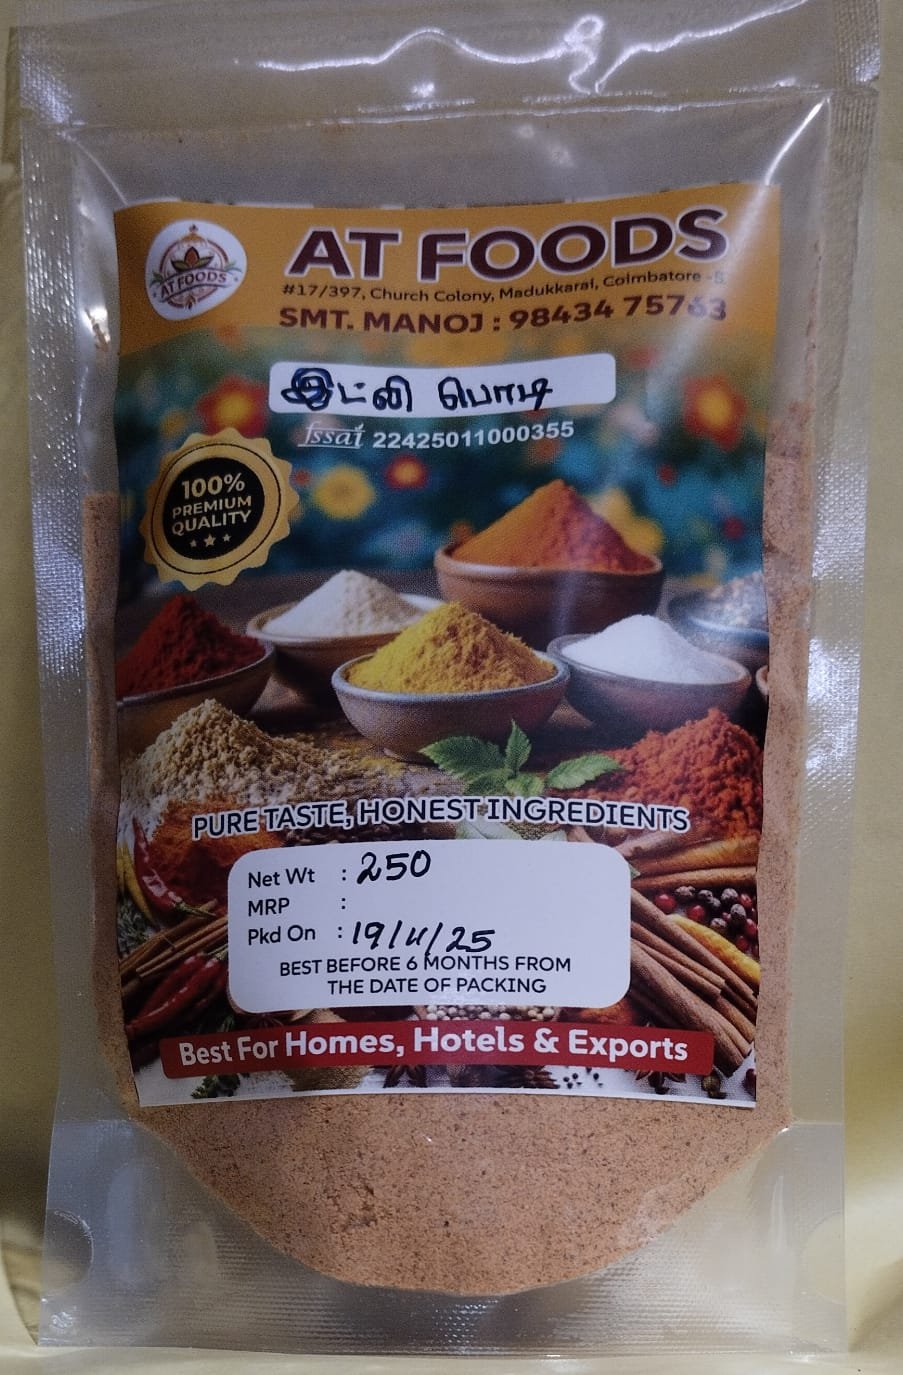 AT FOODS
AT FOODS
#17/397, Church Colony, Madukkarai, Coimbatore -5
SMT. MANOJ : 98434 75763
இட்லி பொடி
fssai 22425011000355
100%
PREMIUM
QUALITY
PURE TASTE, HONEST INGREDIENTS
Net Wt : 250
MRP :
Pkd On : 19/11/25
BEST BEFORE 6 MONTHS FROM
THE DATE OF PACKING
Best For Homes, Hotels & Exports